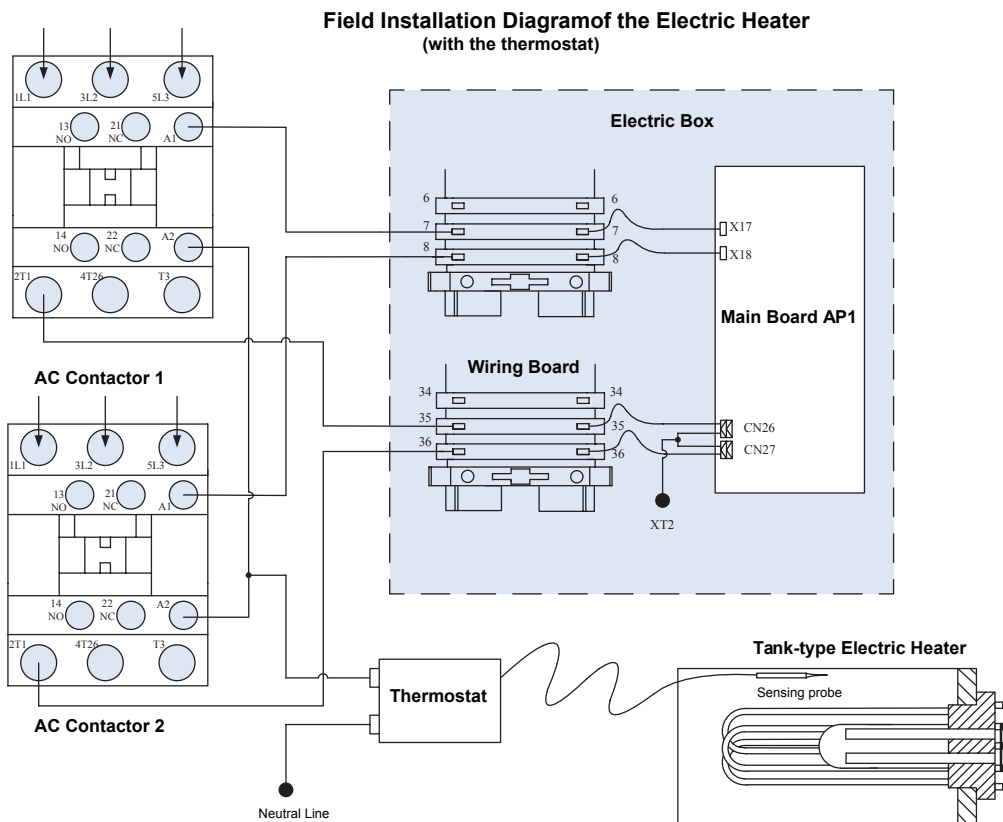 Field Installation Diagramof the Electric Heater
(with the thermostat)
1L1 3L2 5L3
13 NO 21 NC A1
14 NO 22 NC A2
2T1 4T26 T3
AC Contactor 1
1L1 3L2 5L3
13 NO 21 NC A1
14 NO 22 NC A2
2T1 4T26 T3
AC Contactor 2
Electric Box
6 6
7 7
8 8
X17
X18
Main Board AP1
Wiring Board
34 34
35 35
36 36
CN26
CN27
XT2
Thermostat
Neutral Line
Tank-type Electric Heater
Sensing probe